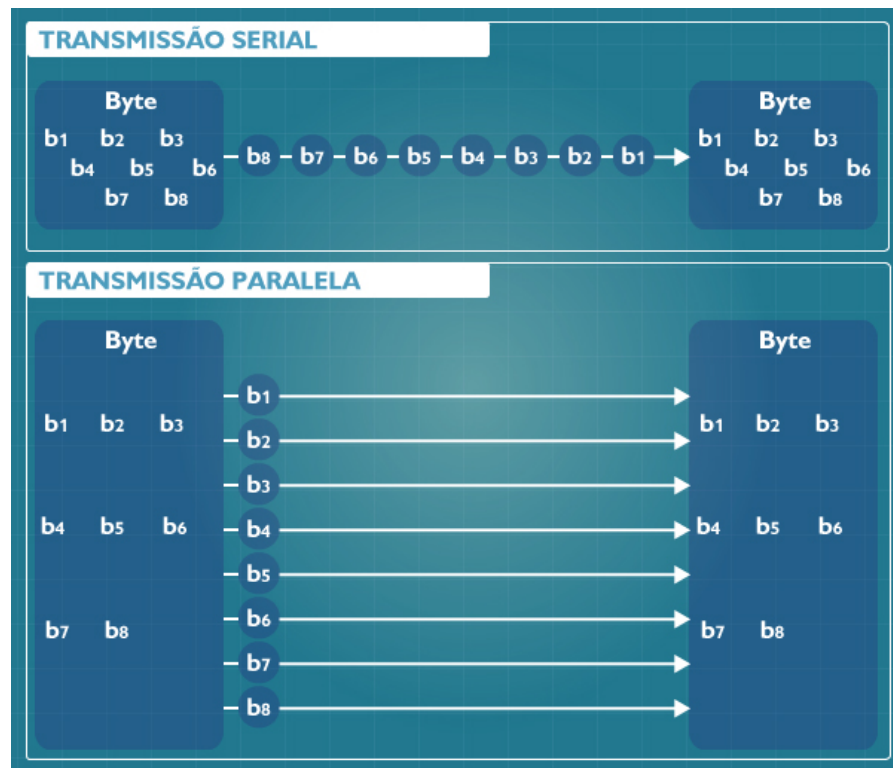 TRANSMISSÃO SERIAL
Byte Byte
b1 b2 b3 b1 b2 b3
b8 b7 b6 b5 b4 b3 b2 b1
b4 b5 b6 b4 b5 b6
b7 b8 b7 b8
TRANSMISSÃO PARALELA
Byte Byte
b1
b1 b2 b3 b1 b2 b3
b2
b3
b4 b5 b6 b4 b4 b5 b6
b5
b6
b7 b8 b7 b8
b7
b8